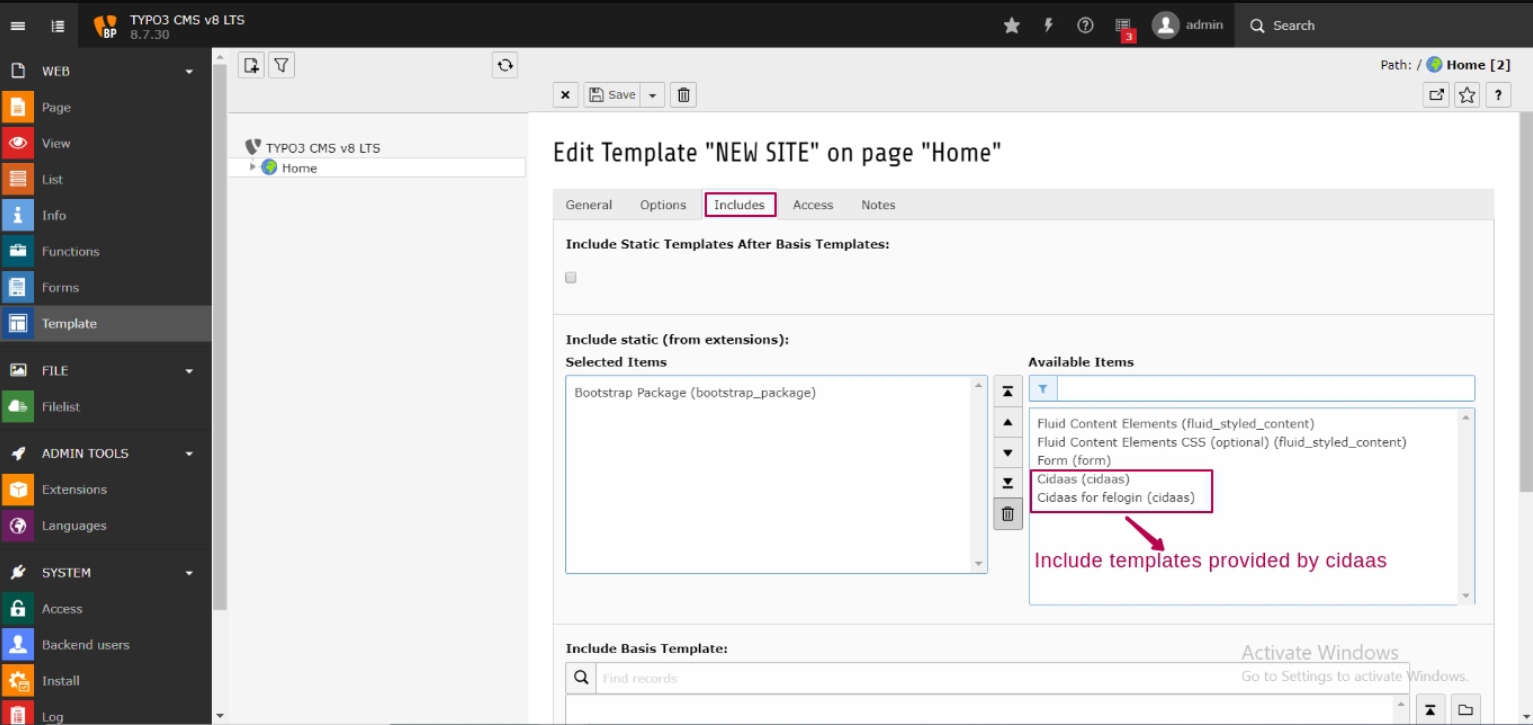 TYPO3 CMS v8 LTS
8.7.30
BP
3
admin
Search
WEB
Page
View
List
Info
Functions
Forms
Template
FILE
Filelist
ADMIN TOOLS
Extensions
Languages
SYSTEM
Access
Backend users
Install
Log
TYPO3 CMS v8 LTS
Home
Path: / Home [2]
Save
?
Edit Template "NEW SITE" on page "Home"
General Options Includes Access Notes
Include Static Templates After Basis Templates:
Include static (from extensions):
Selected Items
Bootstrap Package (bootstrap_package)
Available Items
Fluid Content Elements (fluid_styled_content)
Fluid Content Elements CSS (optional) (fluid_styled_content)
Form (form)
Cidaas (cidaas)
Cidaas for felogin (cidaas)
Include templates provided by cidaas
Include Basis Template:
Find records
Activate Windows
Go to Settings to activate Windows.